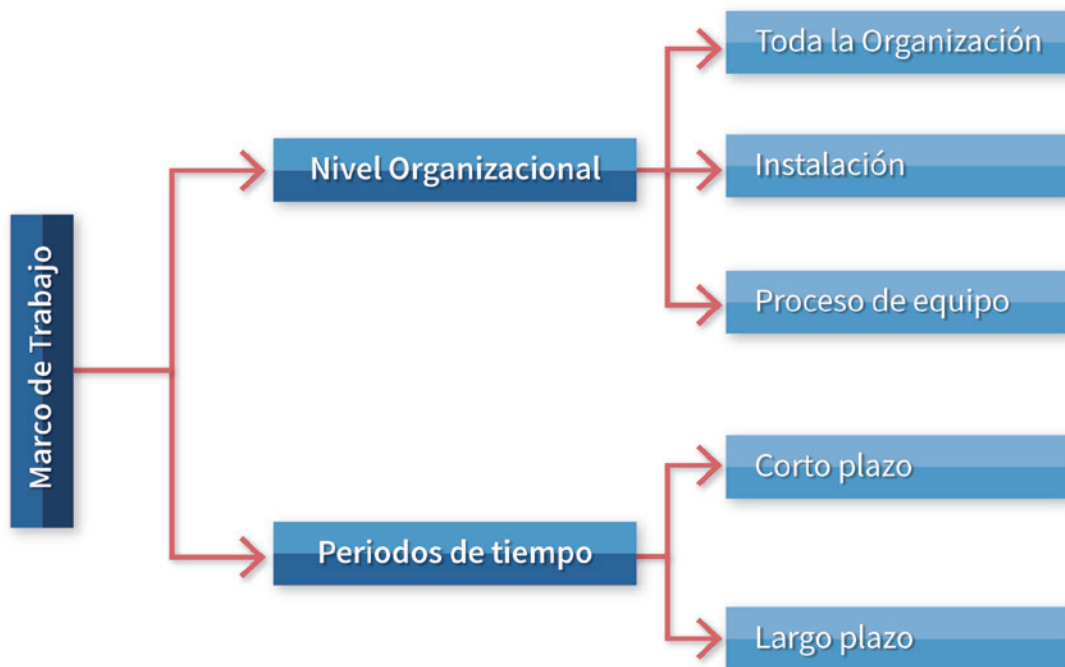 Marco de Trabajo
Nivel Organizacional
Toda la Organización
Instalación
Proceso de equipo
Periodos de tiempo
Corto plazo
Largo plazo